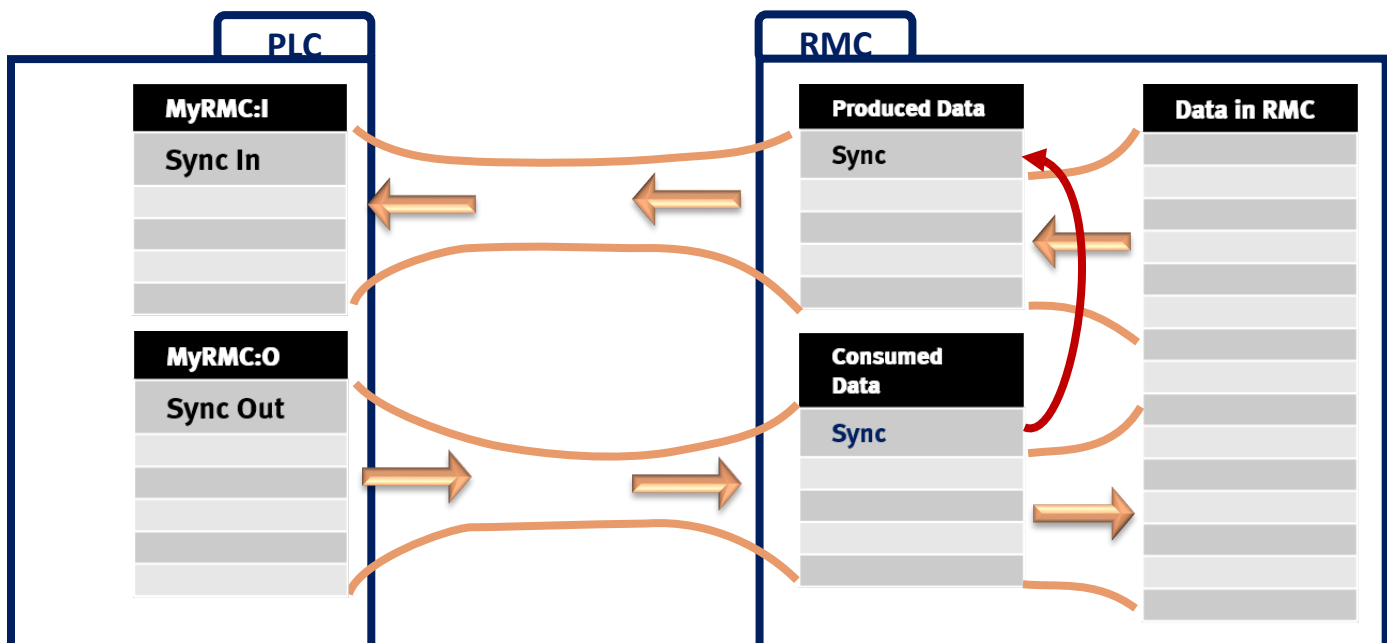 PLC
RMC
MyRMC:I
Sync In
MyRMC:O
Sync Out
Produced Data
Sync
Consumed
Data
Sync
Data in RMC